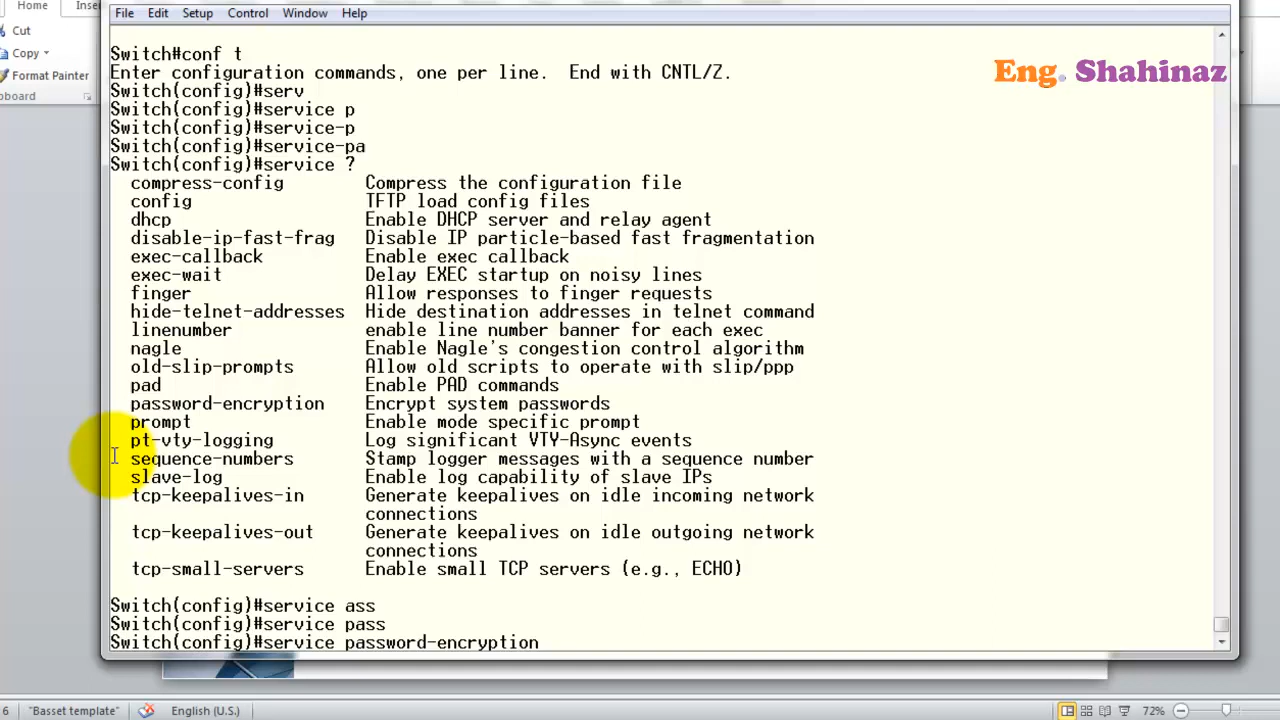 Home Inser
File Edit Setup Control Window Help
Cut
Copy
Format Painter
pboard
Eng. Shahinaz
Switch#conf t
Enter configuration commands, one per line.  End with CNTL/Z.
Switch(config)#serv
Switch(config)#service p
Switch(config)#service-p
Switch(config)#service-pa
Switch(config)#service ?
compress-config Compress the configuration file
config TFTP load config files
dhcp Enable DHCP server and relay agent
disable-ip-fast-frag Disable IP particle-based fast fragmentation
exec-callback Enable exec callback
exec-wait Delay EXEC startup on noisy lines
finger Allow responses to finger requests
hide-telnet-addresses Hide destination addresses in telnet command
linenumber enable line number banner for each exec
nagle Enable Nagle's congestion control algorithm
old-slip-prompts Allow old scripts to operate with slip/ppp
pad Enable PAD commands
password-encryption Encrypt system passwords
prompt Enable mode specific prompt
pt-vty-logging Log significant VTY-Async events
sequence-numbers Stamp logger messages with a sequence number
slave-log Enable log capability of slave IPs
tcp-keepalives-in Generate keepalives on idle incoming network
connections
tcp-keepalives-out Generate keepalives on idle outgoing network
connections
tcp-small-servers Enable small TCP servers (e.g., ECHO)
Switch(config)#service ass
Switch(config)#service pass
Switch(config)#service password-encryption
6 "Basset template" English (U.S.) 72%